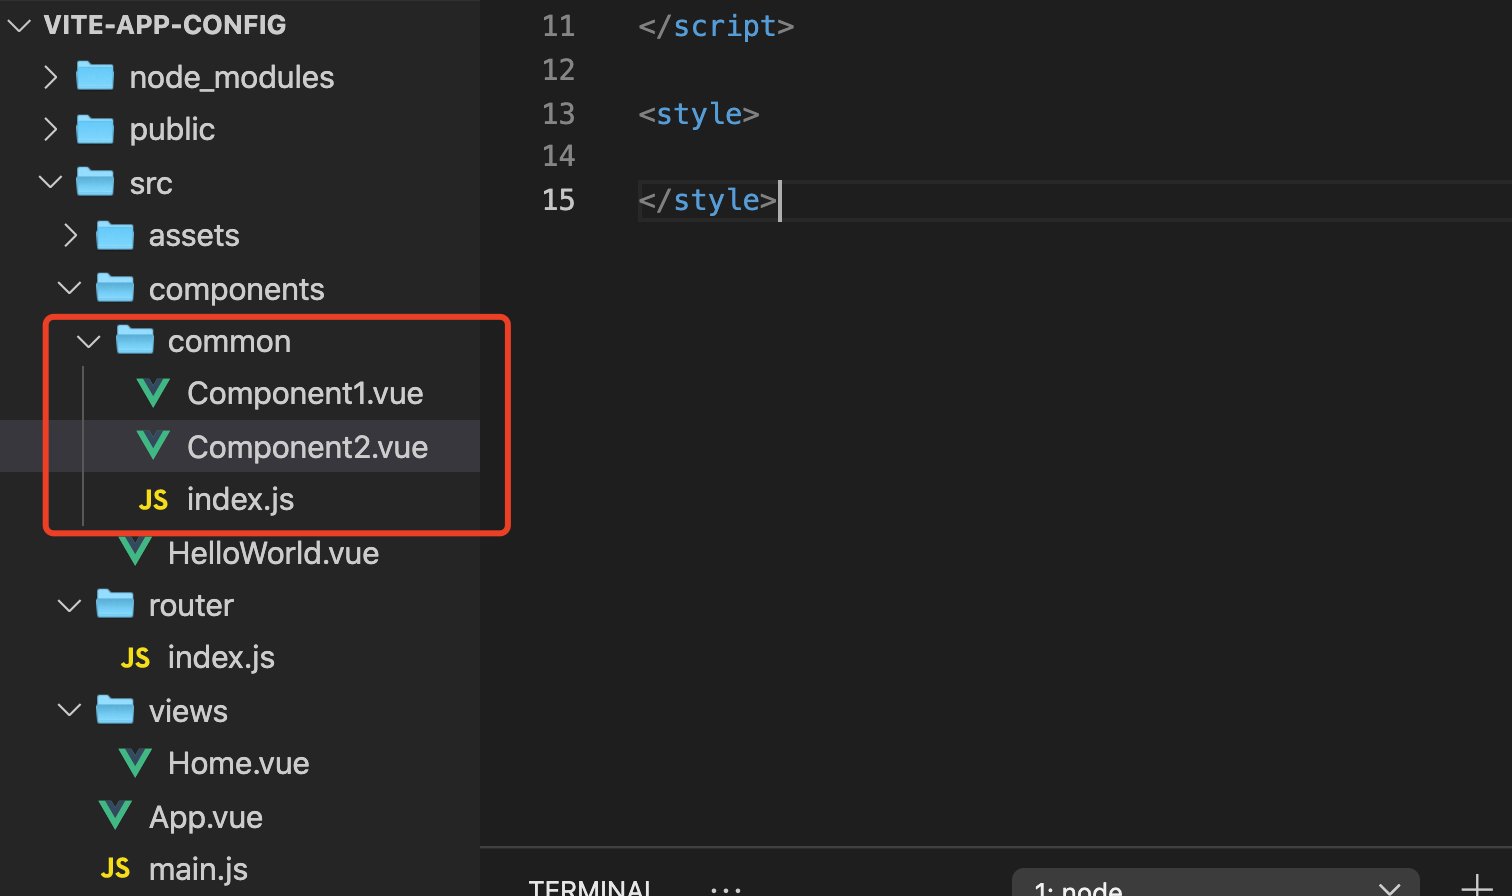 VITE-APP-CONFIG
node_modules
public
src
assets
components
common
Component1.vue
Component2.vue
JS index.js
HelloWorld.vue
router
JS index.js
views
Home.vue
App.vue
JS main.js
11 </script>
12
13 <style>
14
15 </style>
TERMINAL ...
1: node